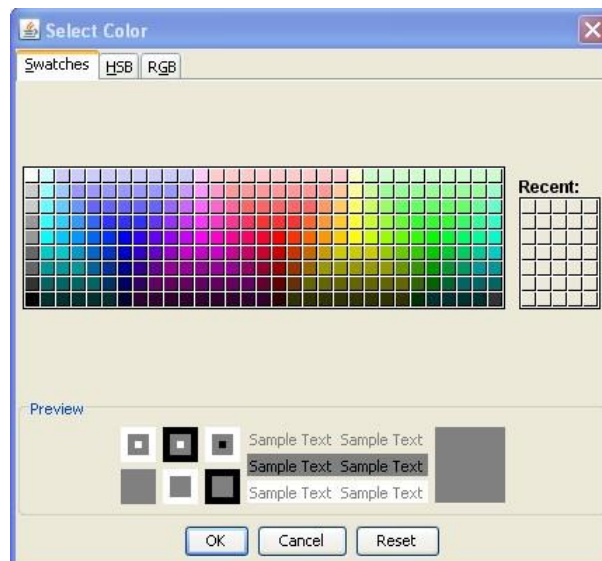 Select Color
Swatches HSB RGB
Recent:
Preview
Sample Text Sample Text
Sample Text Sample Text
Sample Text Sample Text
OK Cancel Reset